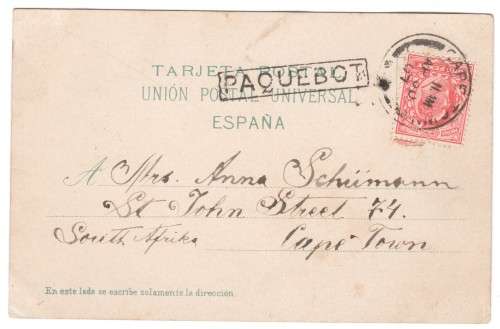 TARJETA POSTAL
PAQUEBOT
UNIÓN POSTAL UNIVERSAL
ESPAÑA
A Mrs. Anna Schümann
St John Street 74.
South Afrika Cape Town
En este lado se escribe solamente la dirección.